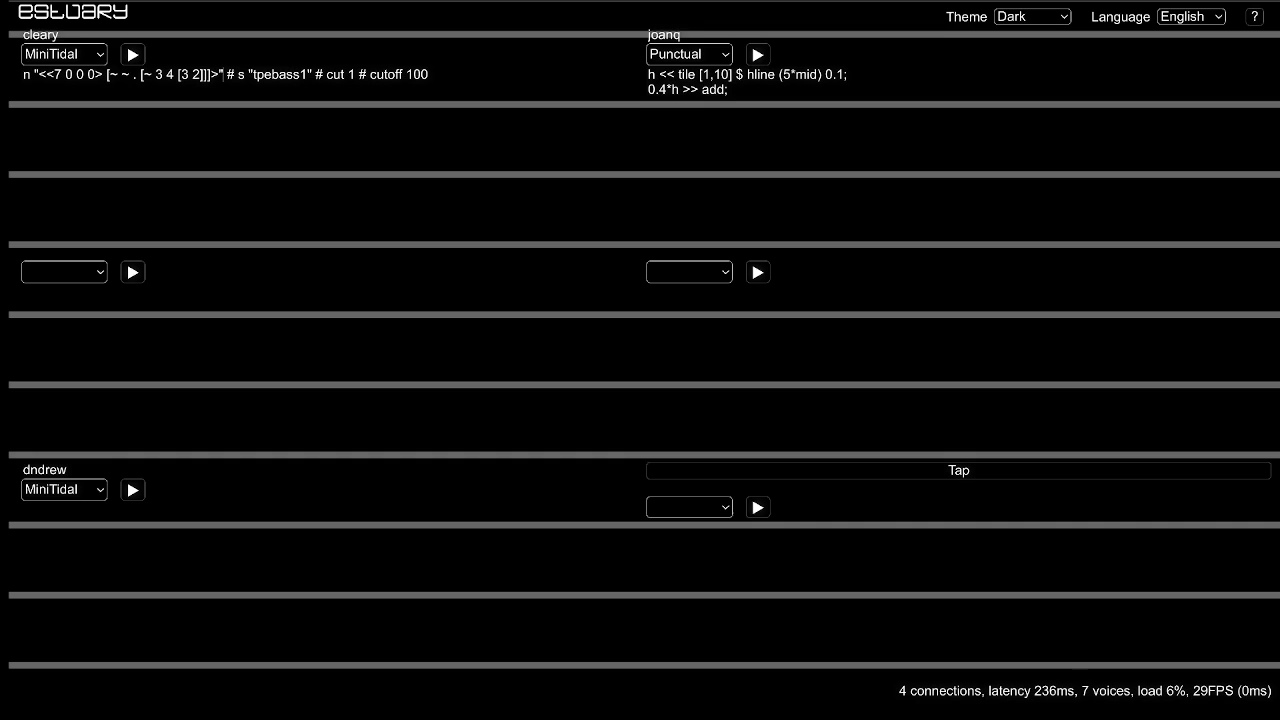 estuary
Theme Dark Language English ?
cleary
MiniTidal
n "<<7 0 0 0> [~ ~ . [~ 3 4 [3 2]]]>" # s "tpebass1" # cut 1 # cutoff 100
joanq
Punctual
h << tile [1,10] $ hline (5*mid) 0.1;
0.4*h >> add;
dndrew
MiniTidal
Tap
4 connections, latency 236ms, 7 voices, load 6%, 29FPS (0ms)